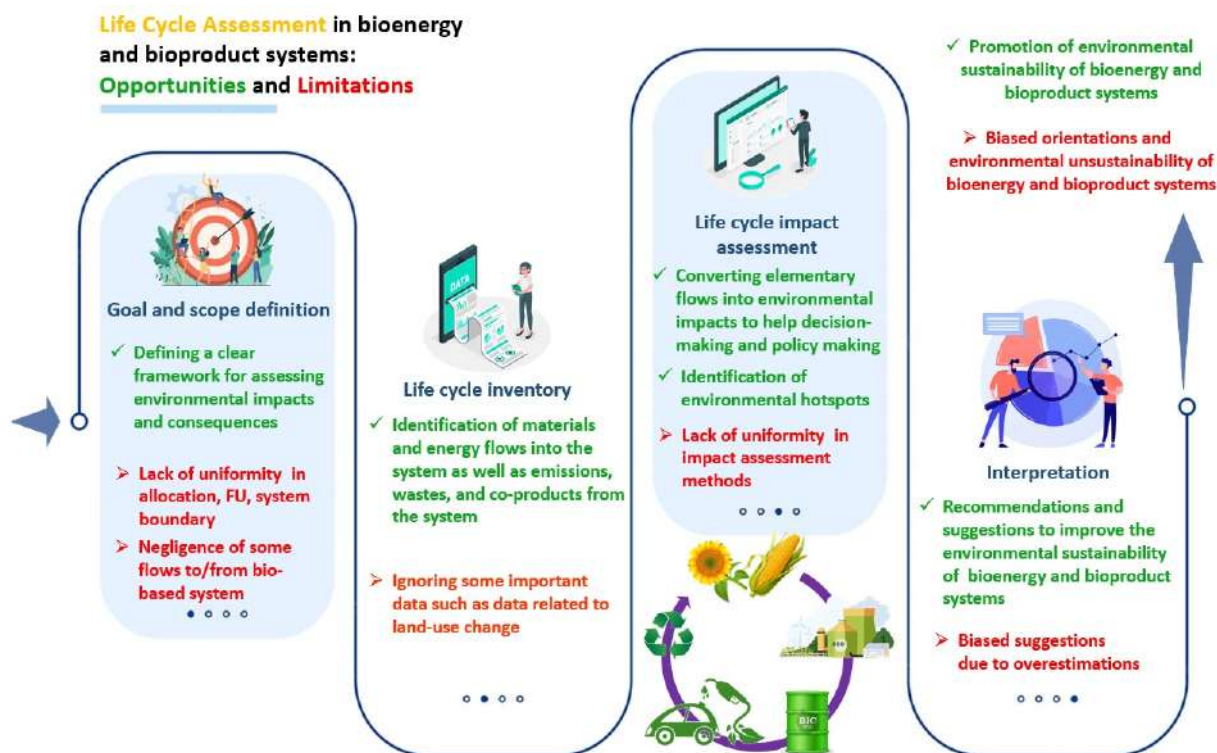 Life Cycle Assessment in bioenergy
and bioproduct systems:
Opportunities and Limitations
Goal and scope definition
✓ Defining a clear
framework for assessing
environmental impacts
and consequences
➢ Lack of uniformity in
allocation, FU, system
boundary
➢ Negligence of some
flows to/from bio-
based system
DATA
Life cycle inventory
✓ Identification of materials
and energy flows into the
system as well as emissions,
wastes, and co-products from
the system
➢ Ignoring some important
data such as data related to
land-use change
Life cycle impact
assessment
✓ Converting elementary
flows into environmental
impacts to help decision-
making and policy making
✓ Identification of
environmental hotspots
➢ Lack of uniformity in
impact assessment
methods
BIO
✓ Promotion of environmental
sustainability of bioenergy and
bioproduct systems
➢ Biased orientations and
environmental unsustainability of
bioenergy and bioproduct systems
Interpretation
✓ Recommendations and
suggestions to improve the
environmental sustainability
of bioenergy and bioproduct
systems
➢ Biased suggestions
due to overestimations